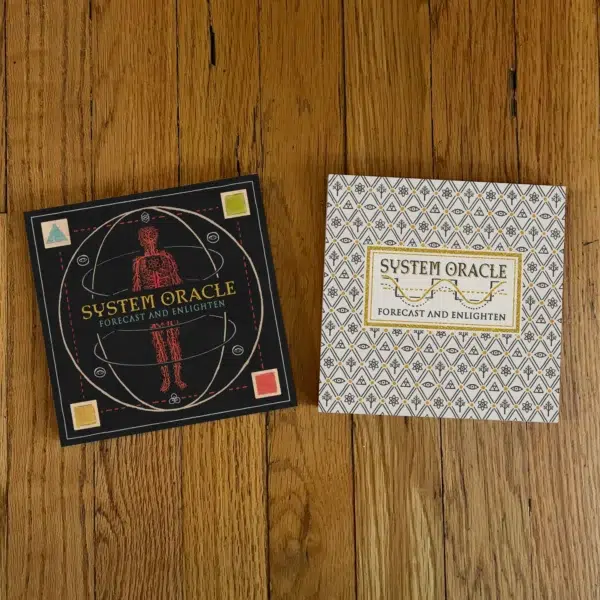 SYSTEM ORACLE
FORECAST AND ENLIGHTEN
SYSTEM ORACLE
FORECAST AND ENLIGHTEN